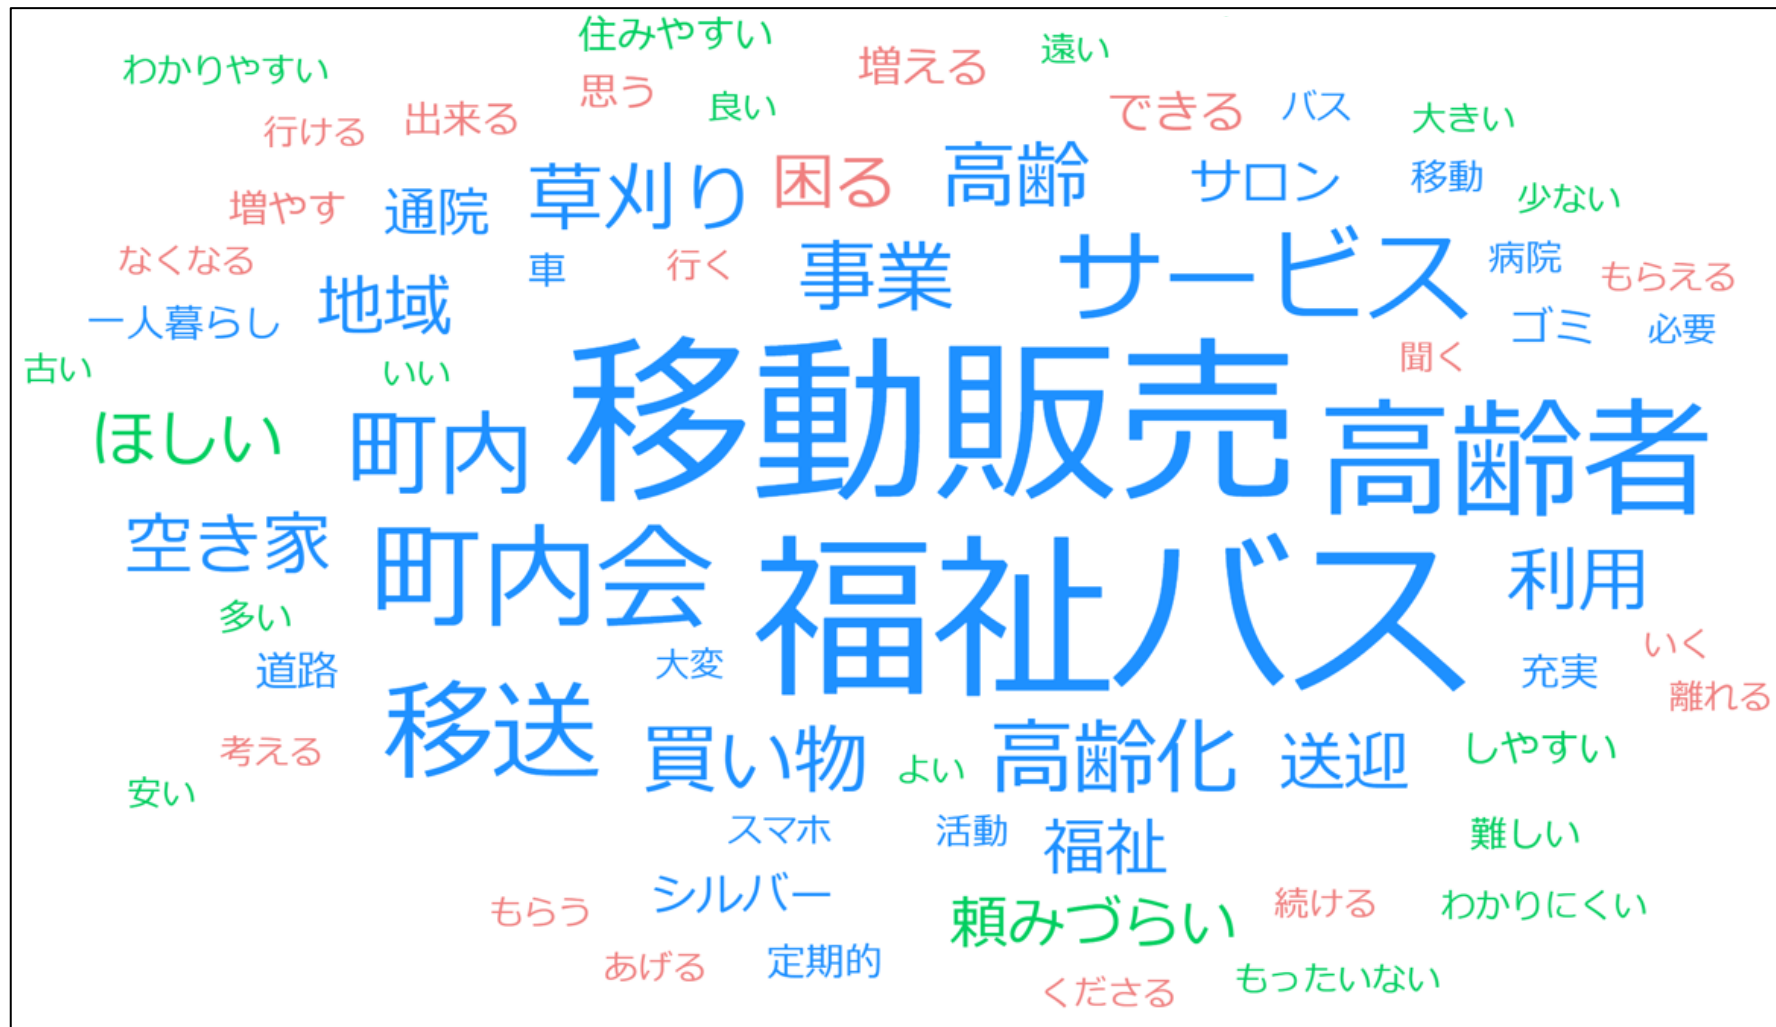 住みやすい
遠い
わかりやすい
増える
思う
良い
できる
バス
大きい
行ける
出来る
草刈り
困る
高齢
サロン
移動
少ない
増やす
通院
なくなる
車
行く
事業
サービス
病院
もらえる
一人暮らし
地域
ゴミ
必要
古い
いい
移動販売
聞く
ほしい
町内
高齢者
空き家
町内会
福祉バス
利用
多い
道路
大変
充実
いく
離れる
考える
移送
買い物
よい
高齢化
送迎
しやすい
安い
スマホ
活動
福祉
難しい
もらう
シルバー
頼みづらい
続ける
わかりにくい
あげる
定期的
くださる
もったいない